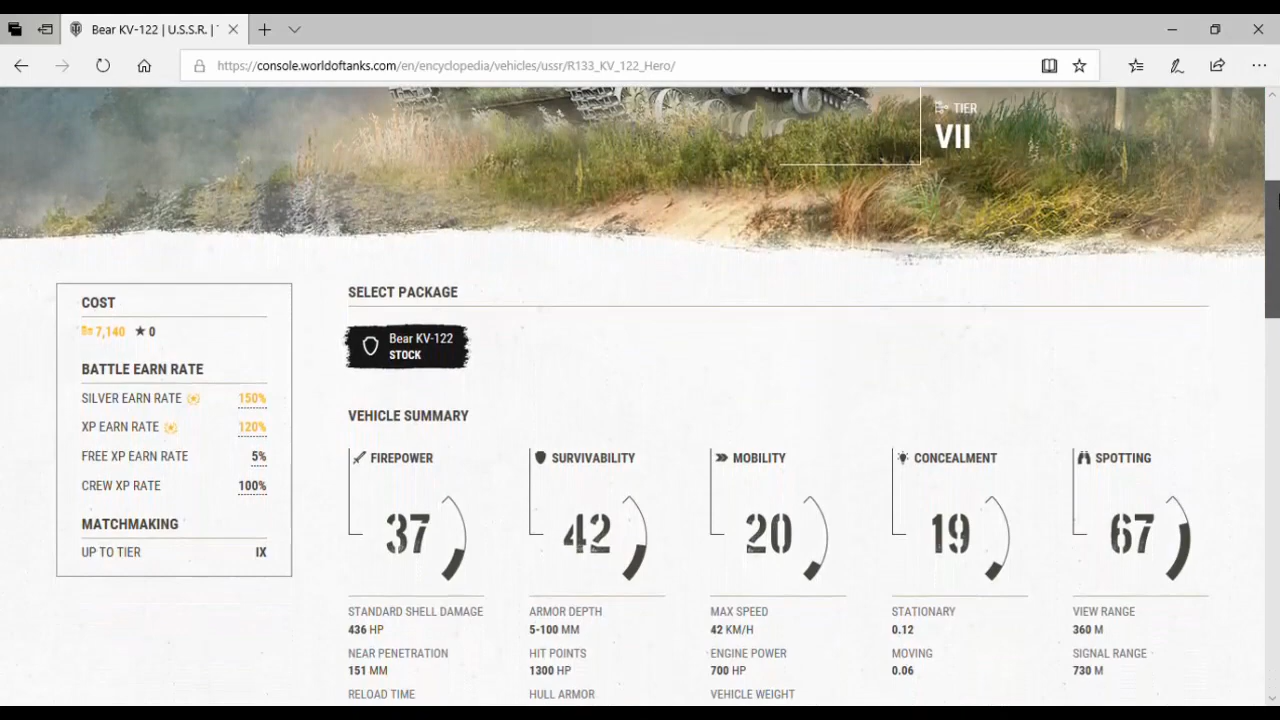 Bear KV-122 | U.S.S.R. | T
https://console.worldoftanks.com/en/encyclopedia/vehicles/ussr/R133_KV_122_Hero/
TIER
VII
COST
7,140 ★ 0
BATTLE EARN RATE
SILVER EARN RATE 150%
XP EARN RATE 120%
FREE XP EARN RATE 5%
CREW XP RATE 100%
MATCHMAKING
UP TO TIER IX
SELECT PACKAGE
Bear KV-122
STOCK
VEHICLE SUMMARY
FIREPOWER
37
STANDARD SHELL DAMAGE
436 HP
NEAR PENETRATION
151 MM
RELOAD TIME
SURVIVABILITY
42
ARMOR DEPTH
5-100 MM
HIT POINTS
1300 HP
HULL ARMOR
MOBILITY
20
MAX SPEED
42 KM/H
ENGINE POWER
700 HP
VEHICLE WEIGHT
CONCEALMENT
19
STATIONARY
0.12
MOVING
0.06
SPOTTING
67
VIEW RANGE
360 M
SIGNAL RANGE
730 M